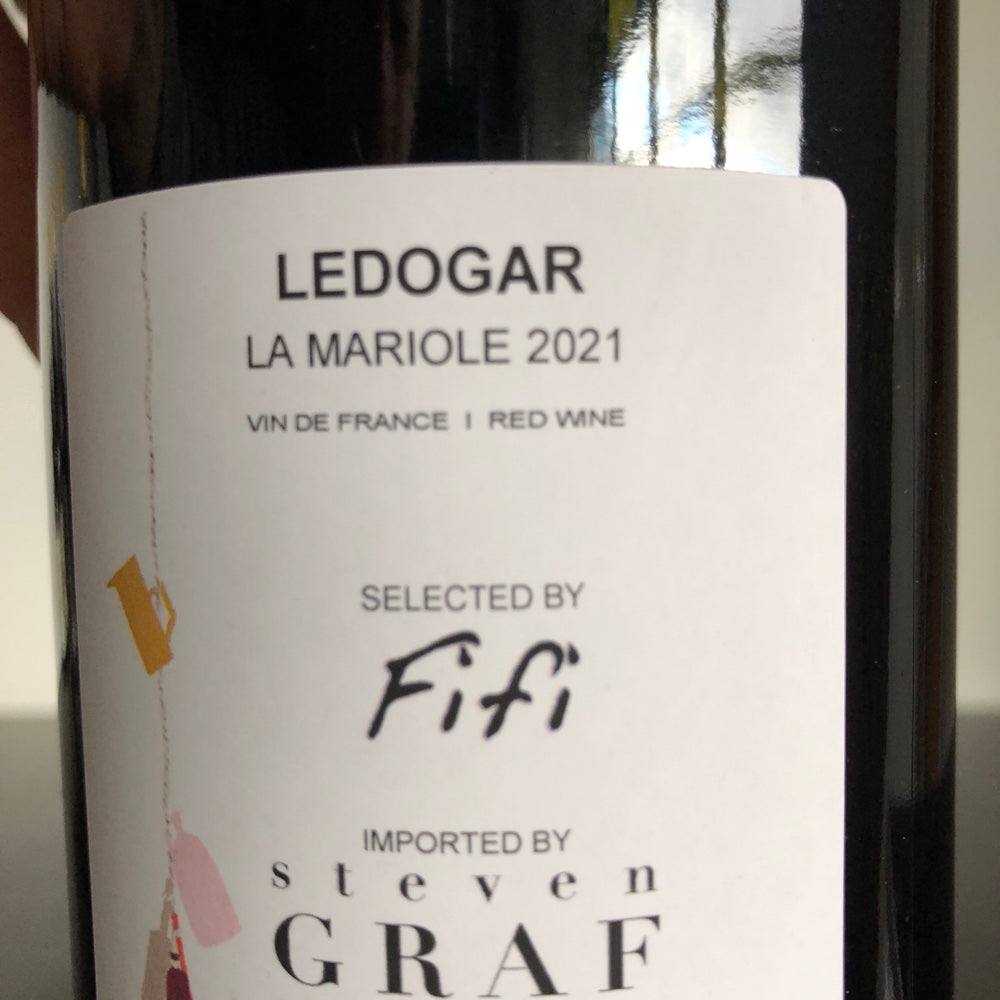 LEDOGAR
LA MARIOLE 2021
VIN DE FRANCE I RED WINE
SELECTED BY
Fifi
IMPORTED BY
steven
GRAF